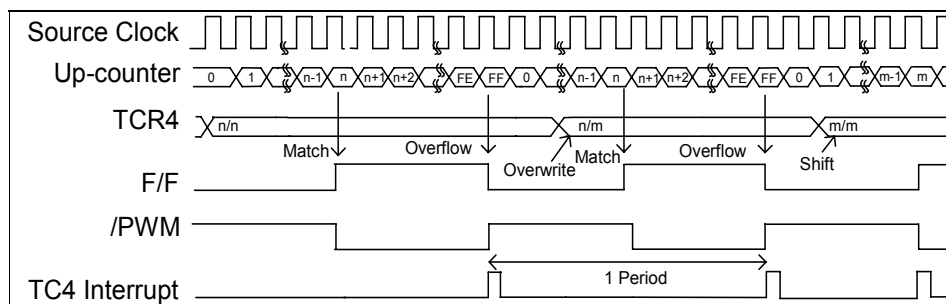 Source Clock
Up-counter 0 1 n-1 n n+1 n+2 FE FF 0 n-1 n n+1 n+2 FE FF 0 1 m-1 m
TCR4 n/n n/m m/m
Match Overflow Overwrite Match Overflow Shift
F/F
/PWM
1 Period
TC4 Interrupt